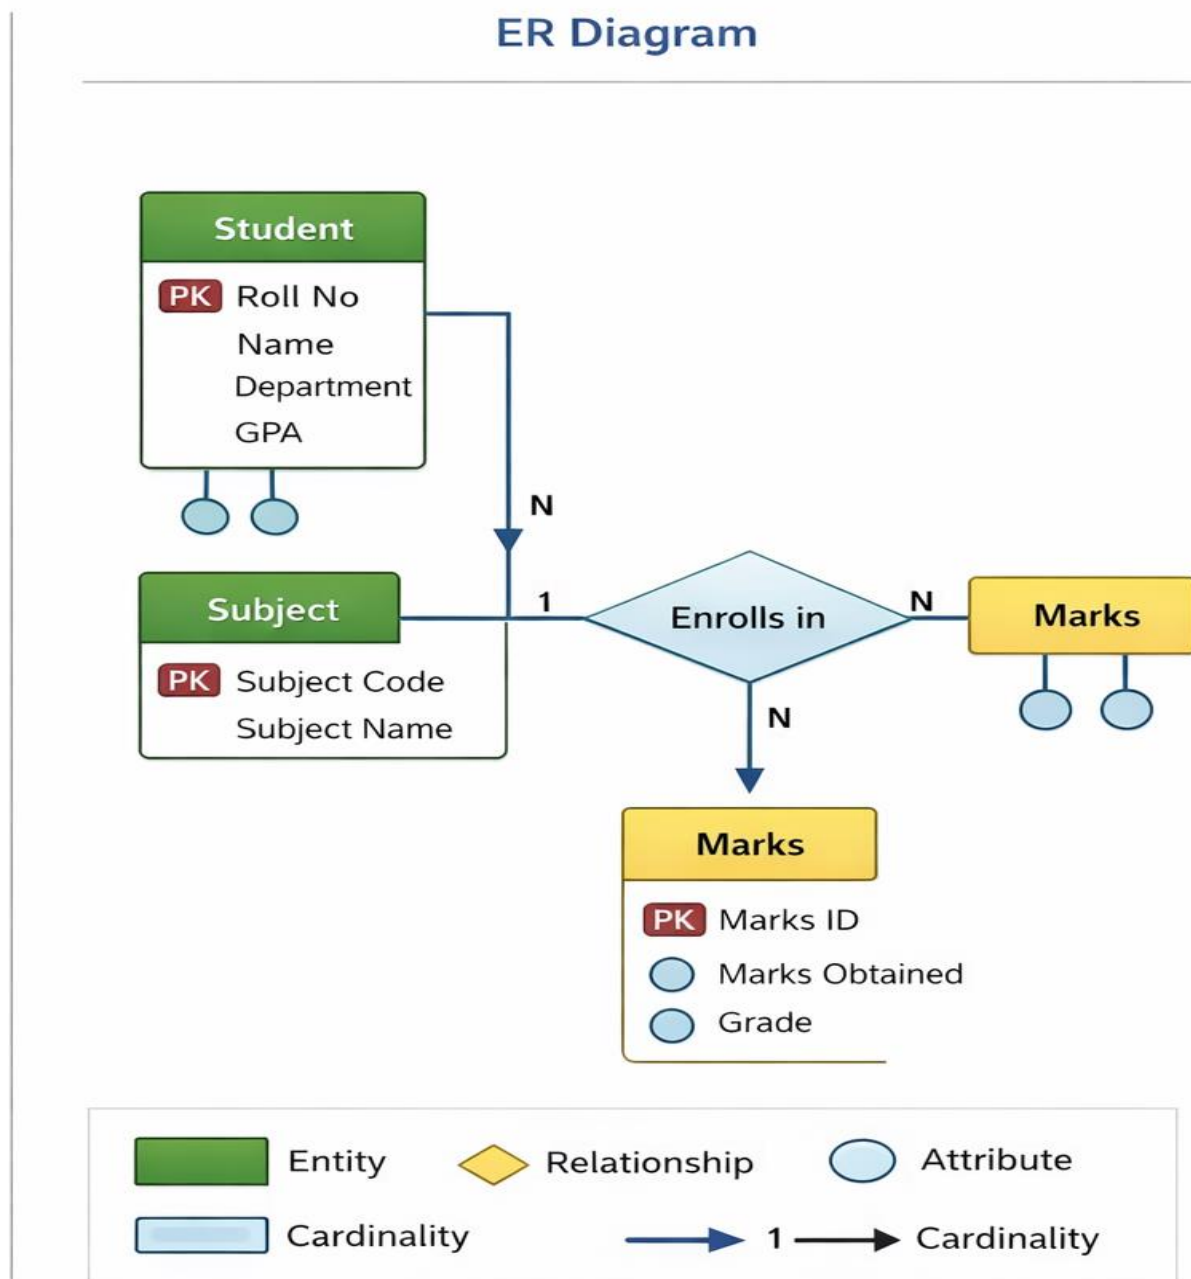 ER Diagram
Student
PK Roll No
Name
Department
GPA
N
Subject
1
Enrolls in
N
Marks
PK Subject Code
Subject Name
N
Marks
PK Marks ID
Marks Obtained
Grade
Entity
Relationship
Attribute
Cardinality
1
Cardinality